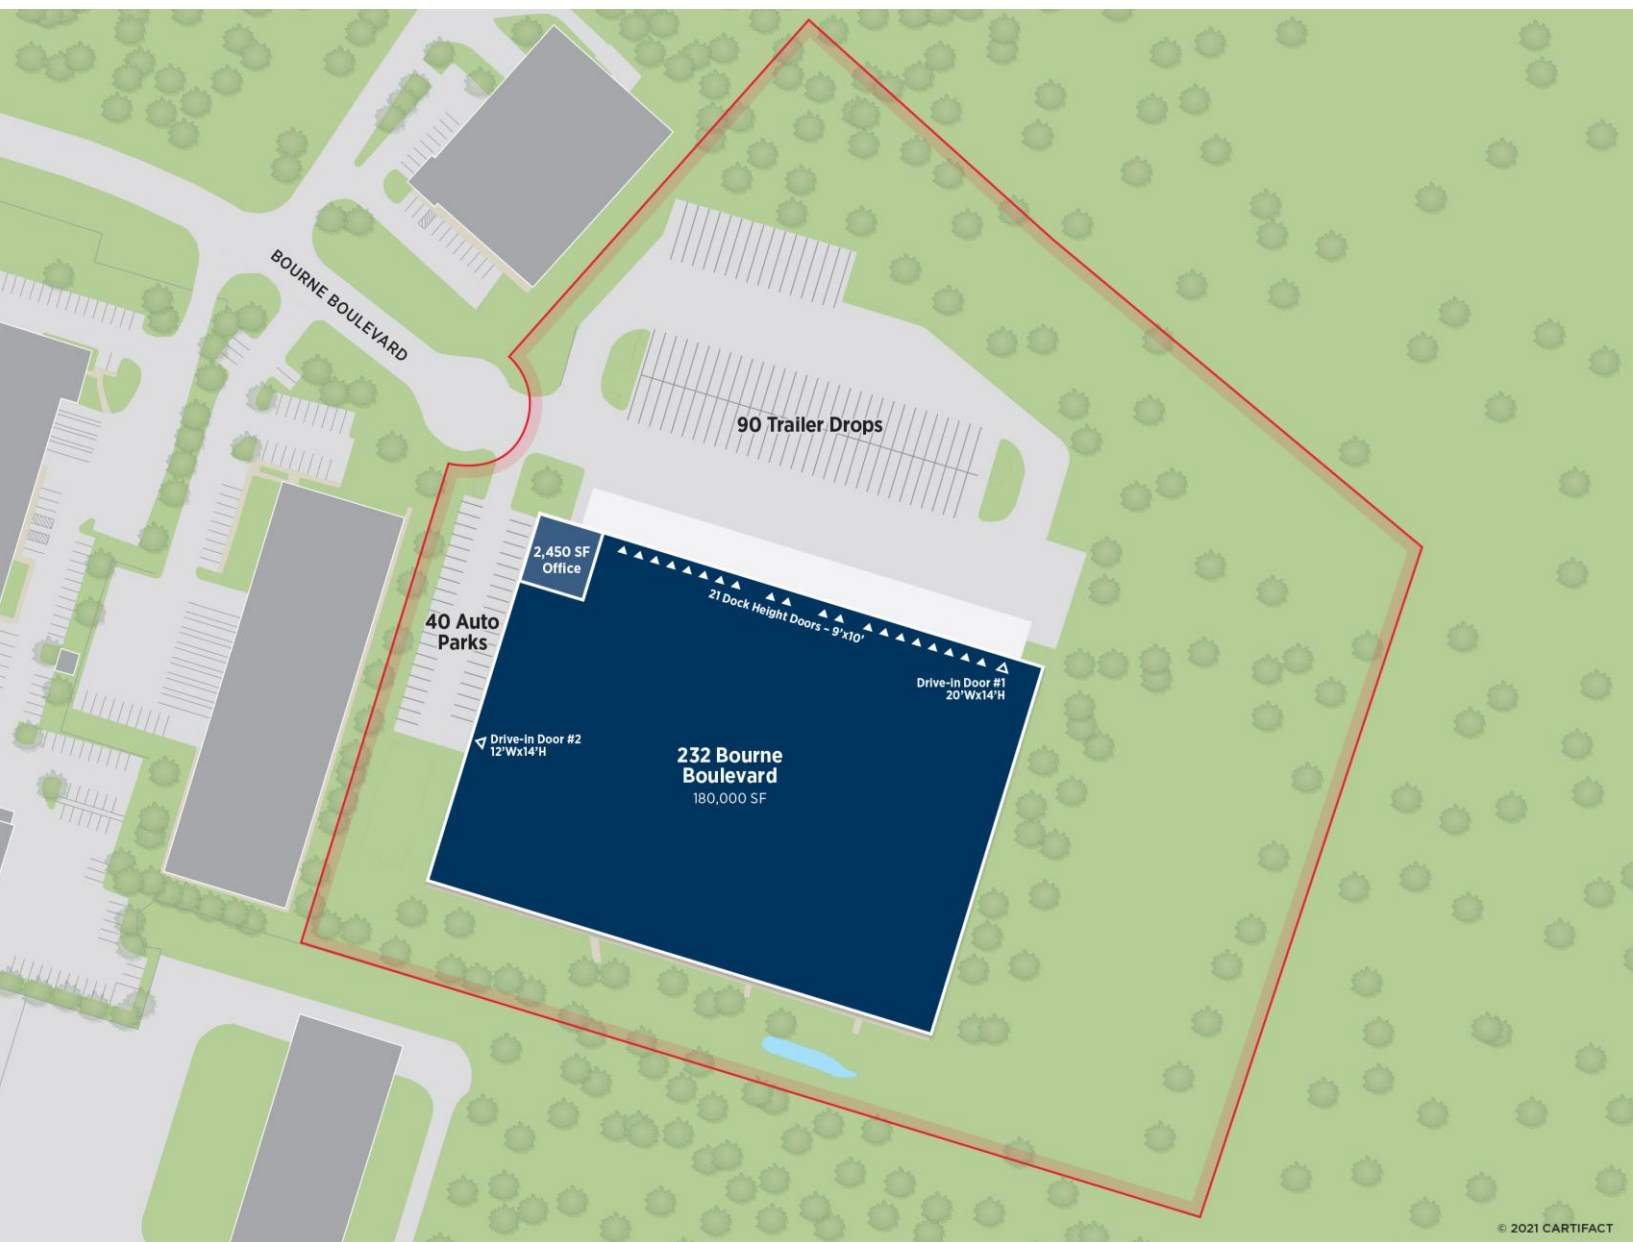 BOURNE BOULEVARD
90 Trailer Drops
2,450 SF
Office
21 Dock Height Doors – 9'x10'
40 Auto
Parks
Drive-in Door #1
20'Wx14'H
Drive-in Door #2
12'Wx14'H
232 Bourne
Boulevard
180,000 SF
© 2021 CARTIFACT